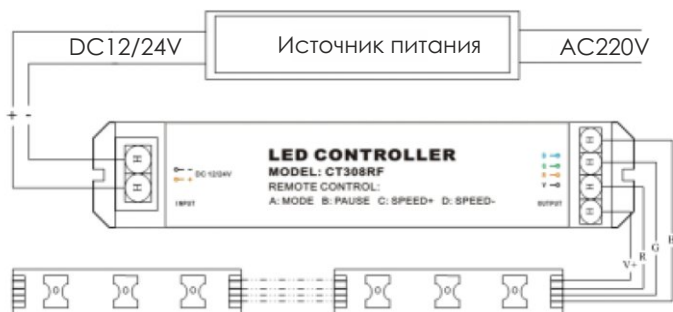 DC12/24V Источник питания AC220V
+ -
LED CONTROLLER
MODEL: CT308RF
REMOTE CONTROL:
A: MODE B: PAUSE C: SPEED+ D: SPEED-
DC 12/24V
INPUT
OUTPUT
V+ R G B